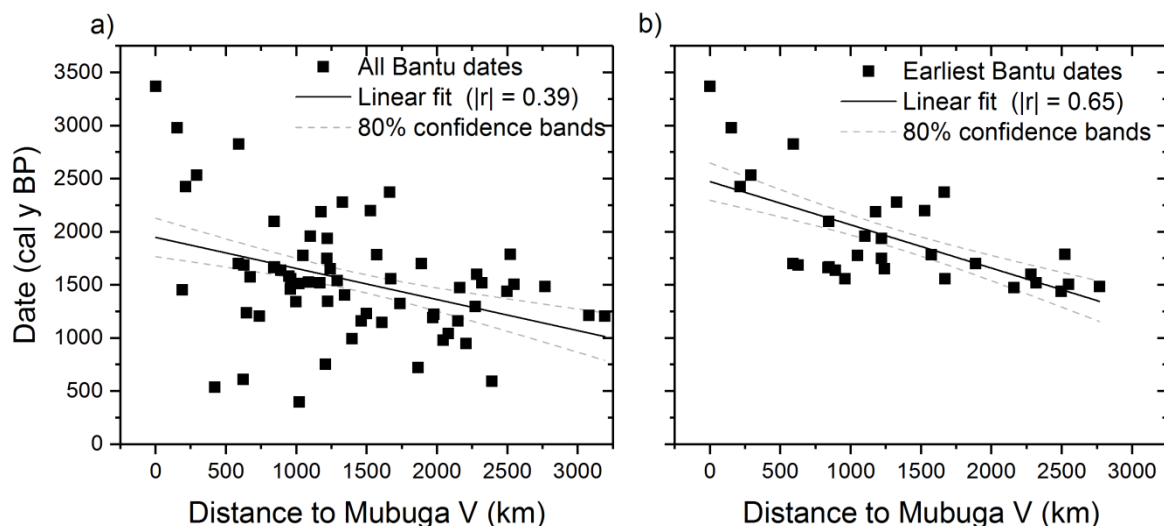 a)
All Bantu dates
Linear fit (|r| = 0.39)
80% confidence bands
Date (cal y BP)
3500
3000
2500
2000
1500
1000
500
0
0 500 1000 1500 2000 2500 3000
Distance to Mubuga V (km)
b)
Earliest Bantu dates
Linear fit (|r| = 0.65)
80% confidence bands
0 500 1000 1500 2000 2500 3000
Distance to Mubuga V (km)